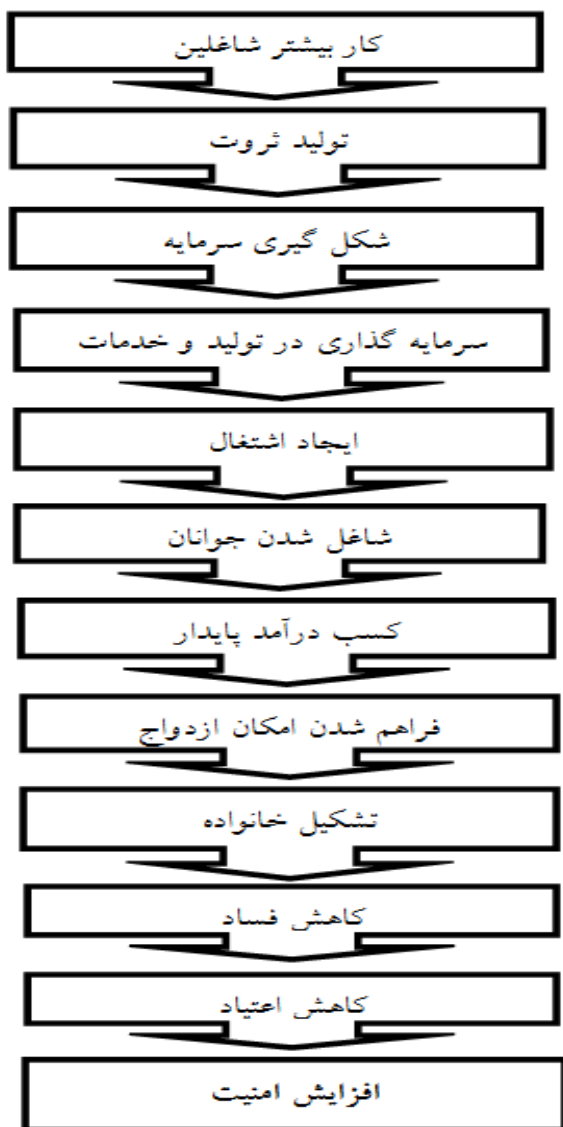 کار بیشتر شاغلین
تولید ثروت
شکل گیری سرمایه
سرمایه گذاری در تولید و خدمات
ایجاد اشتغال
شاغل شدن جوانان
کسب درآمد پایدار
فراهم شدن امکان ازدواج
تشکیل خانواده
کاهش فساد
کاهش اعتیاد
افزایش امنیت